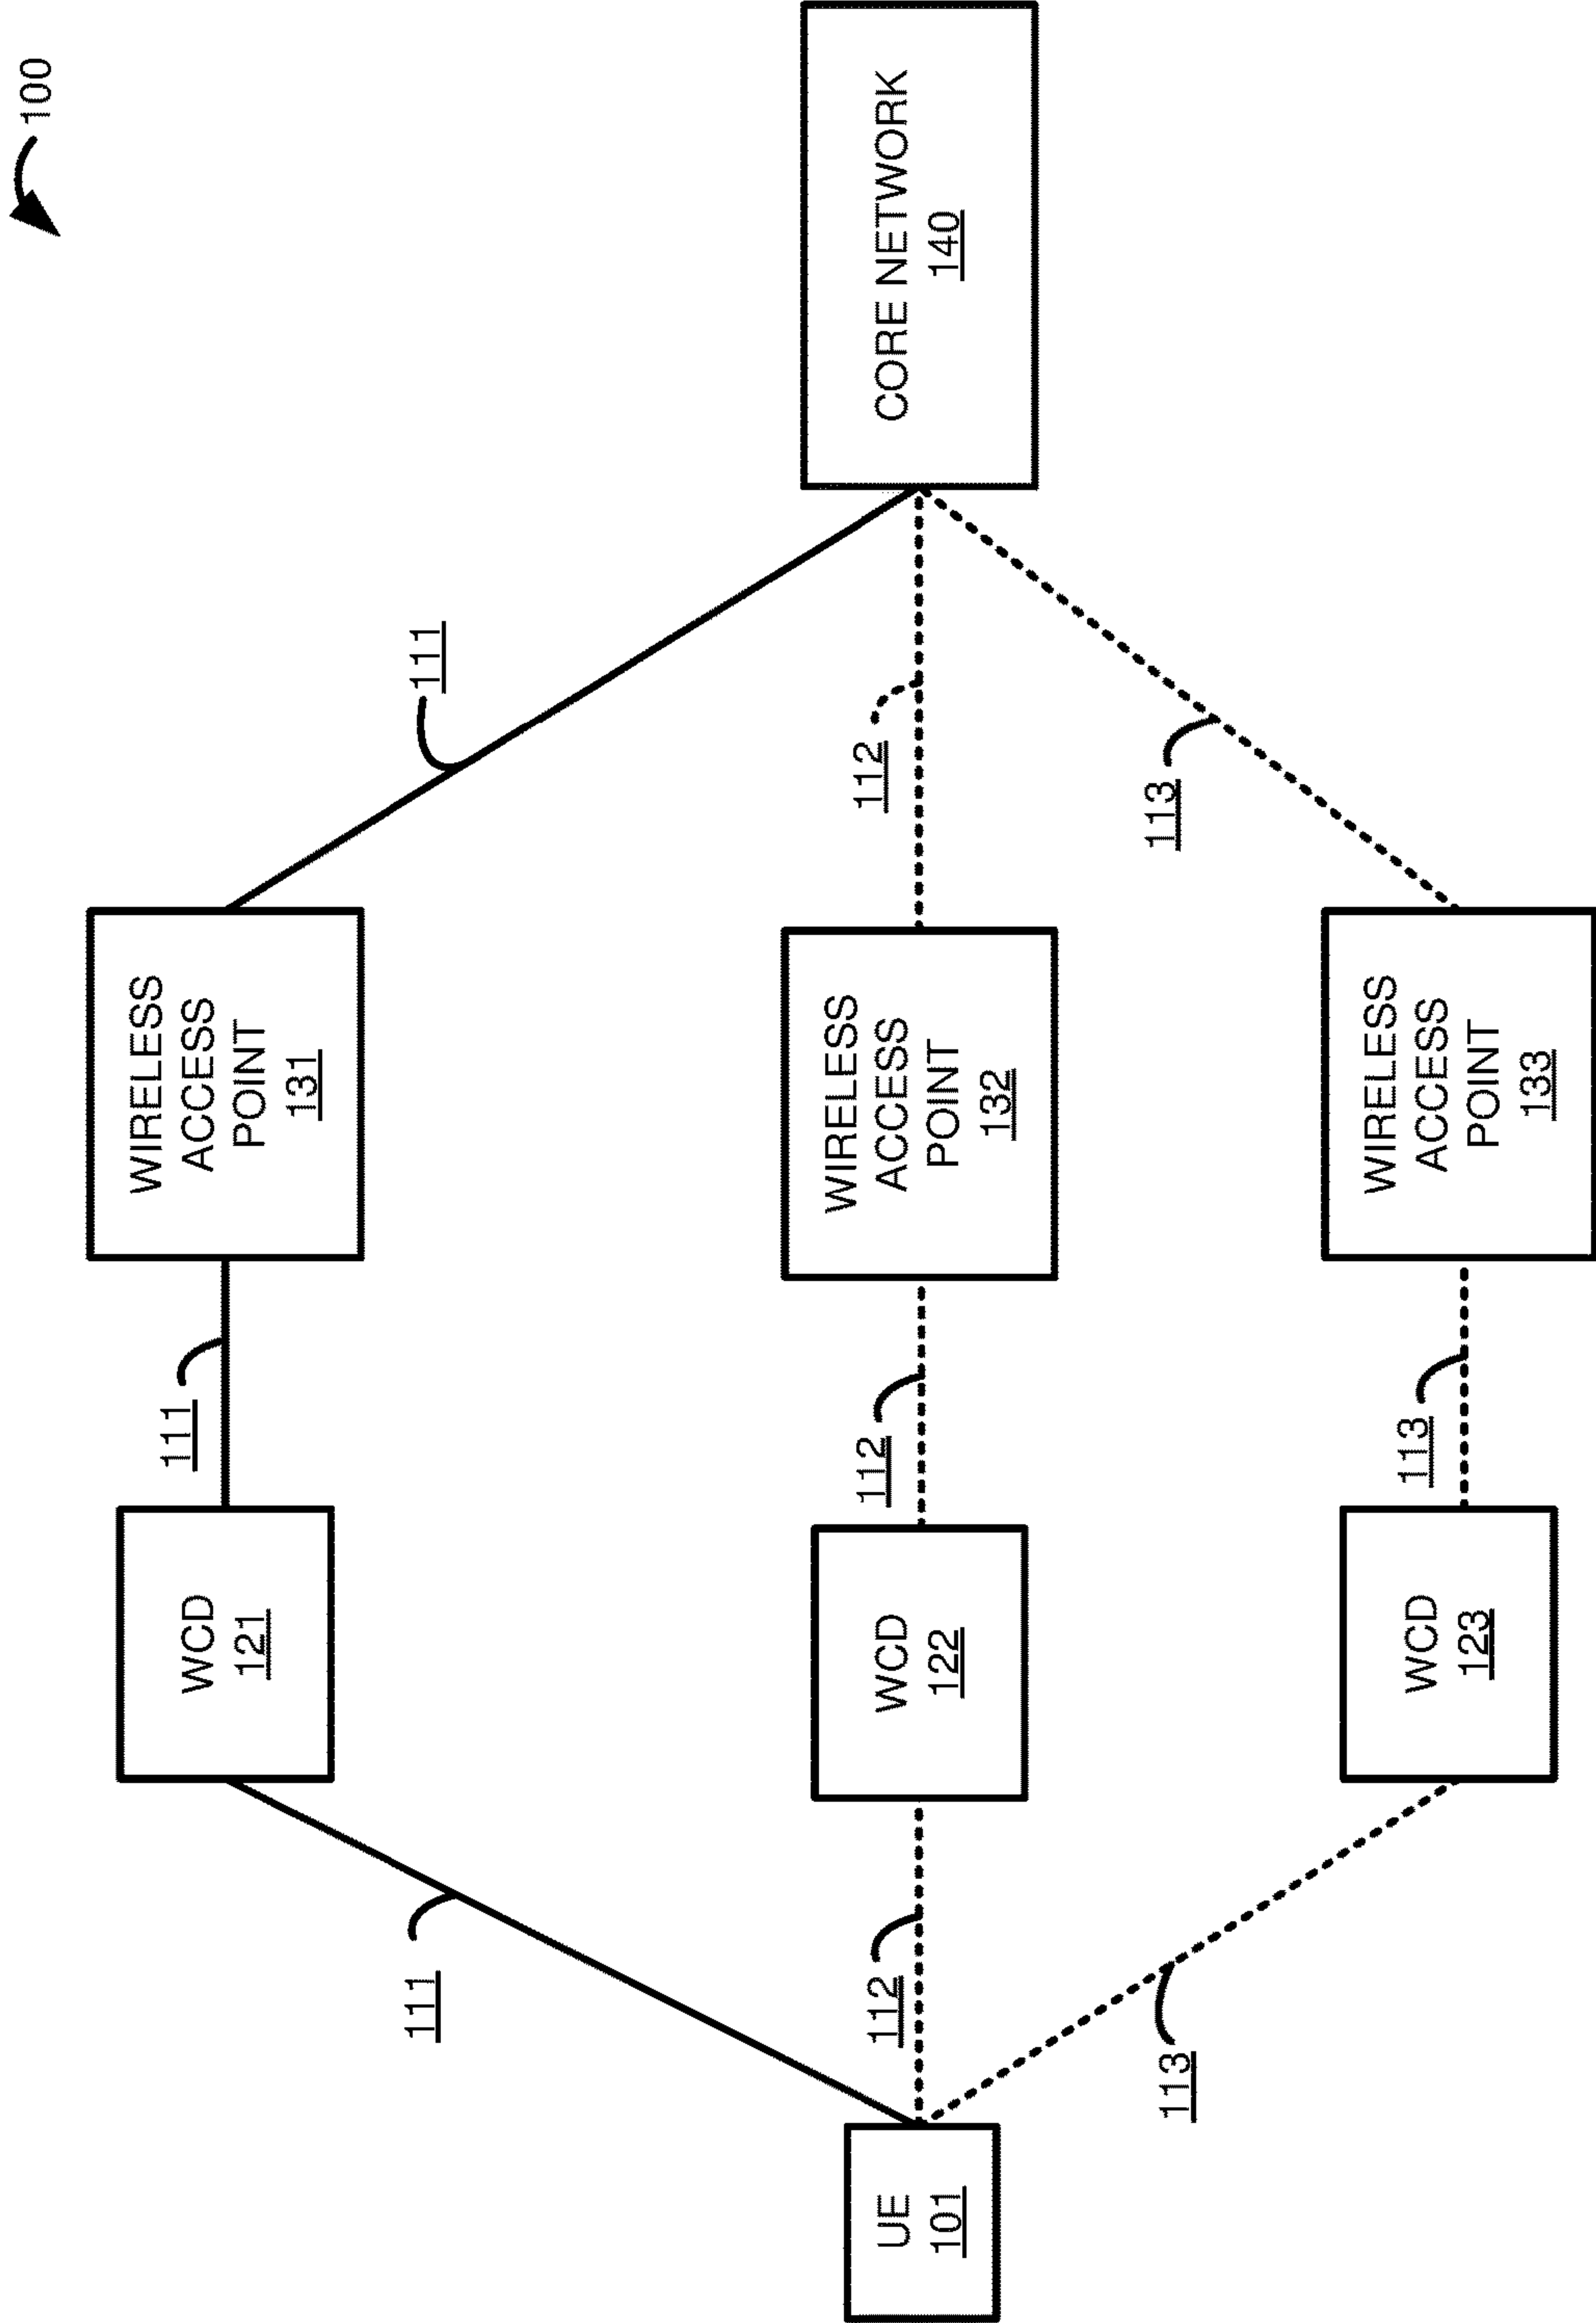 100
WCD
121
111
WIRELESS
ACCESS
POINT
131
111
111
UE
101
112
WCD
122
112
WIRELESS
ACCESS
POINT
132
112
CORE NETWORK
140
113
113
WCD
123
113
WIRELESS
ACCESS
POINT
133